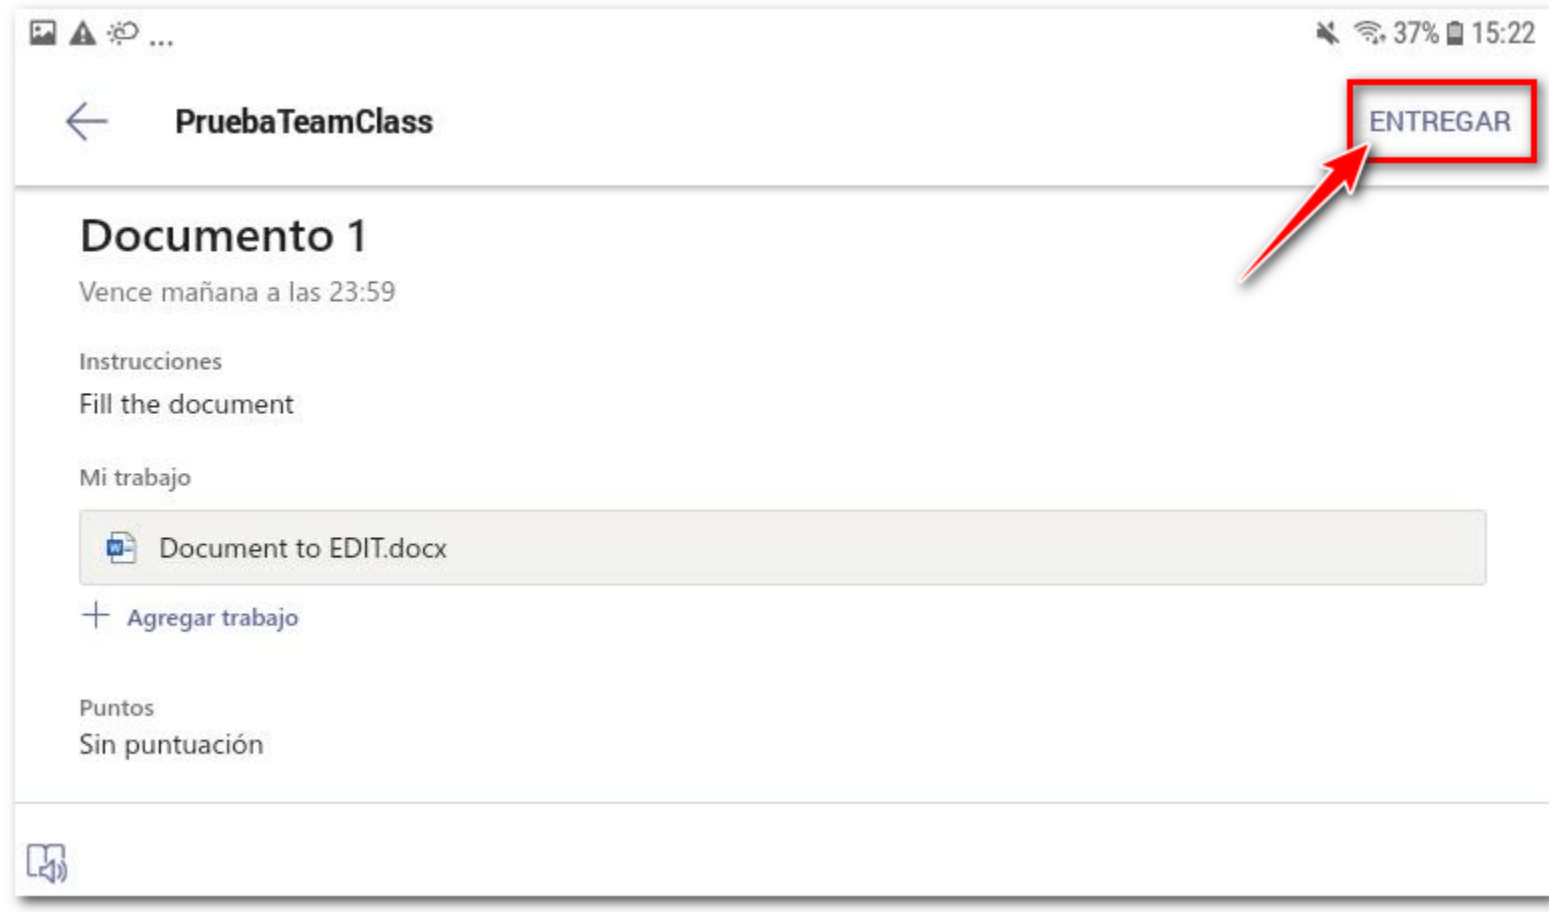 ... 37% 15:22
PruebaTeamClass ENTREGAR
Documento 1
Vence mañana a las 23:59
Instrucciones
Fill the document
Mi trabajo
Document to EDIT.docx
+ Agregar trabajo
Puntos
Sin puntuación